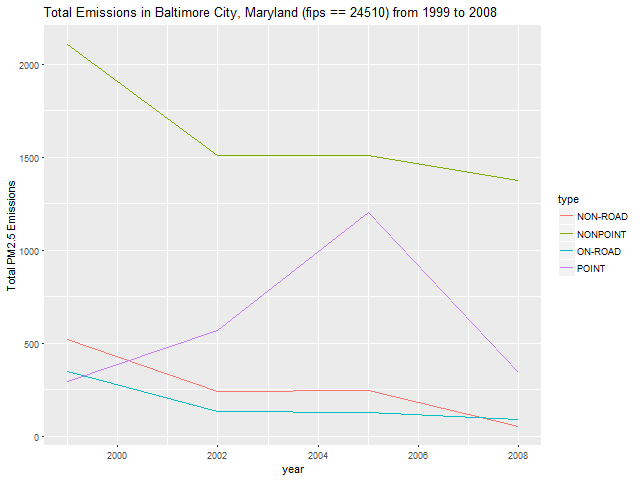 Total Emissions in Baltimore City, Maryland (fips == 24510) from 1999 to 2008
2000
1500
1000
500
0
Total PM2.5 Emissions
2000
2002
2004
2006
2008
year
type
NON-ROAD
NONPOINT
ON-ROAD
POINT